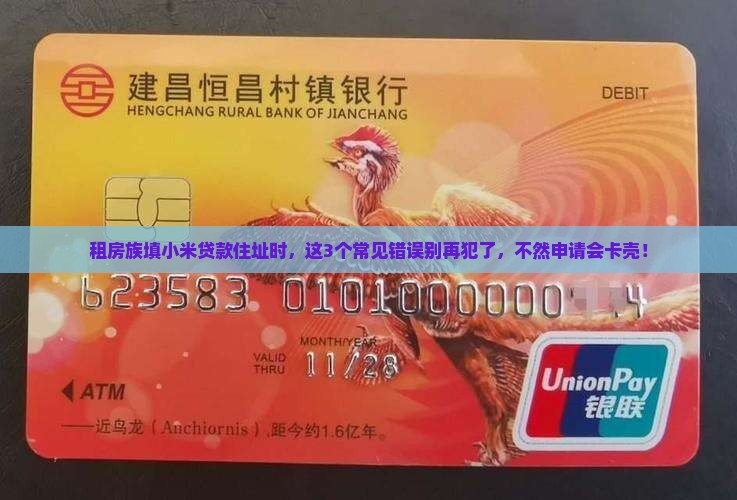 建昌恒昌村镇银行
HENGCHANG RURAL BANK OF JIANCHANG
DEBIT
租房族填小米贷款住址时，这3个常见错误别再犯了，不然申请会卡壳！
623583 0101000000 4
MONTH/YEAR
VALID THRU 11/28
ATM
UnionPay
银联
——近鸟龙（Anchiornis）,距今约1.6亿年。